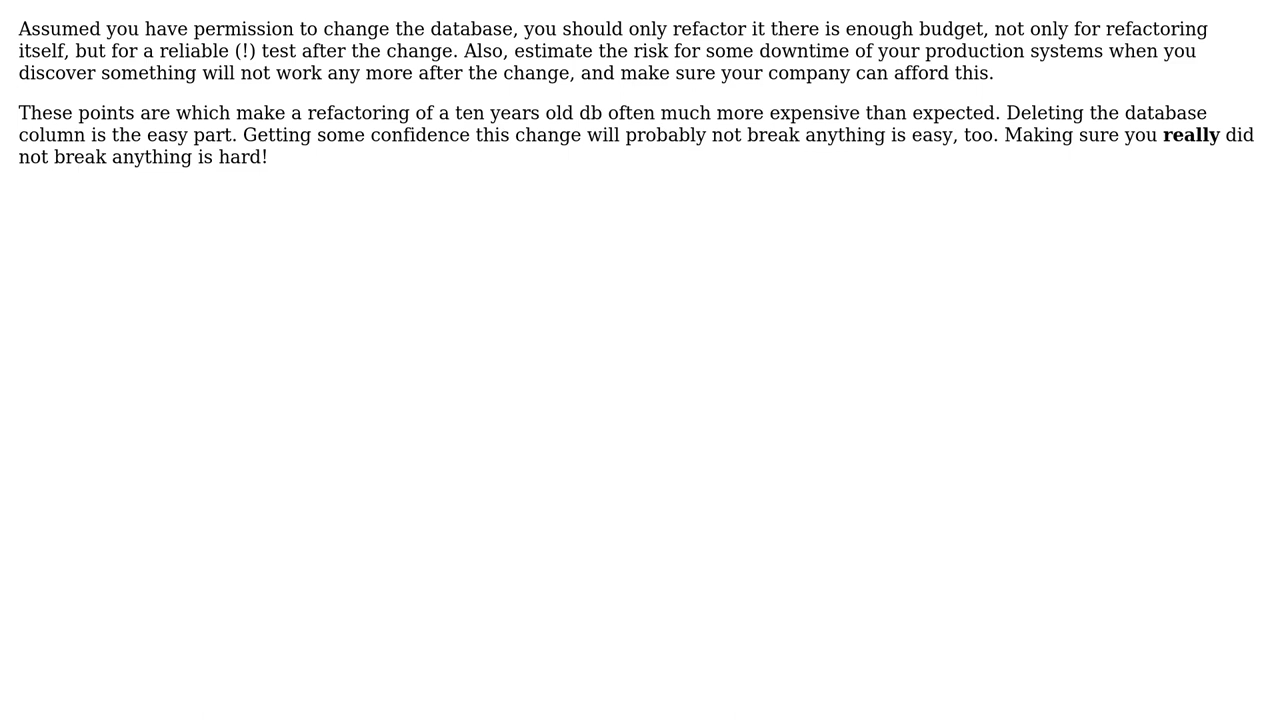 Assumed you have permission to change the database, you should only refactor it there is enough budget, not only for refactoring
itself, but for a reliable (!) test after the change. Also, estimate the risk for some downtime of your production systems when you
discover something will not work any more after the change, and make sure your company can afford this.
These points are which make a refactoring of a ten years old db often much more expensive than expected. Deleting the database
column is the easy part. Getting some confidence this change will probably not break anything is easy, too. Making sure you really did
not break anything is hard!